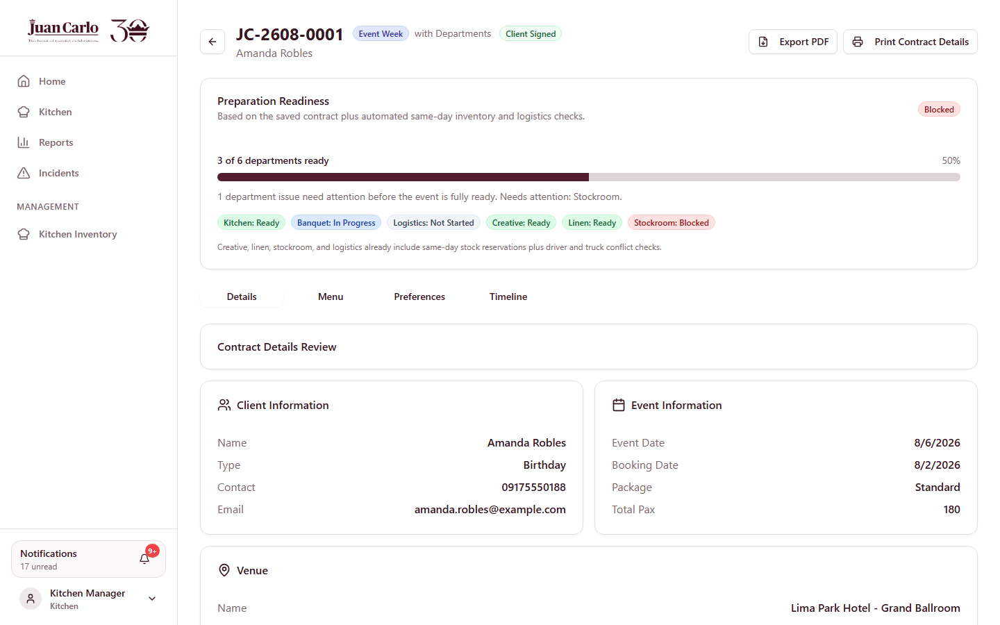 Juan Carlo 30
The heart of tasteful celebrations
Home
Kitchen
Reports
Incidents
MANAGEMENT
Kitchen Inventory
Notifications
17 unread
9+
Kitchen Manager
Kitchen
JC-2608-0001
Event Week
with Departments
Client Signed
Amanda Robles
Export PDF
Print Contract Details
Preparation Readiness
Based on the saved contract plus automated same-day inventory and logistics checks.
Blocked
3 of 6 departments ready
50%
1 department issue need attention before the event is fully ready. Needs attention: Stockroom.
Kitchen: Ready
Banquet: In Progress
Logistics: Not Started
Creative: Ready
Linen: Ready
Stockroom: Blocked
Creative, linen, stockroom, and logistics already include same-day stock reservations plus driver and truck conflict checks.
Details
Menu
Preferences
Timeline
Contract Details Review
Client Information
Name
Amanda Robles
Type
Birthday
Contact
09175550188
Email
amanda.robles@example.com
Event Information
Event Date
8/6/2026
Booking Date
8/2/2026
Package
Standard
Total Pax
180
Venue
Name
Lima Park Hotel - Grand Ballroom